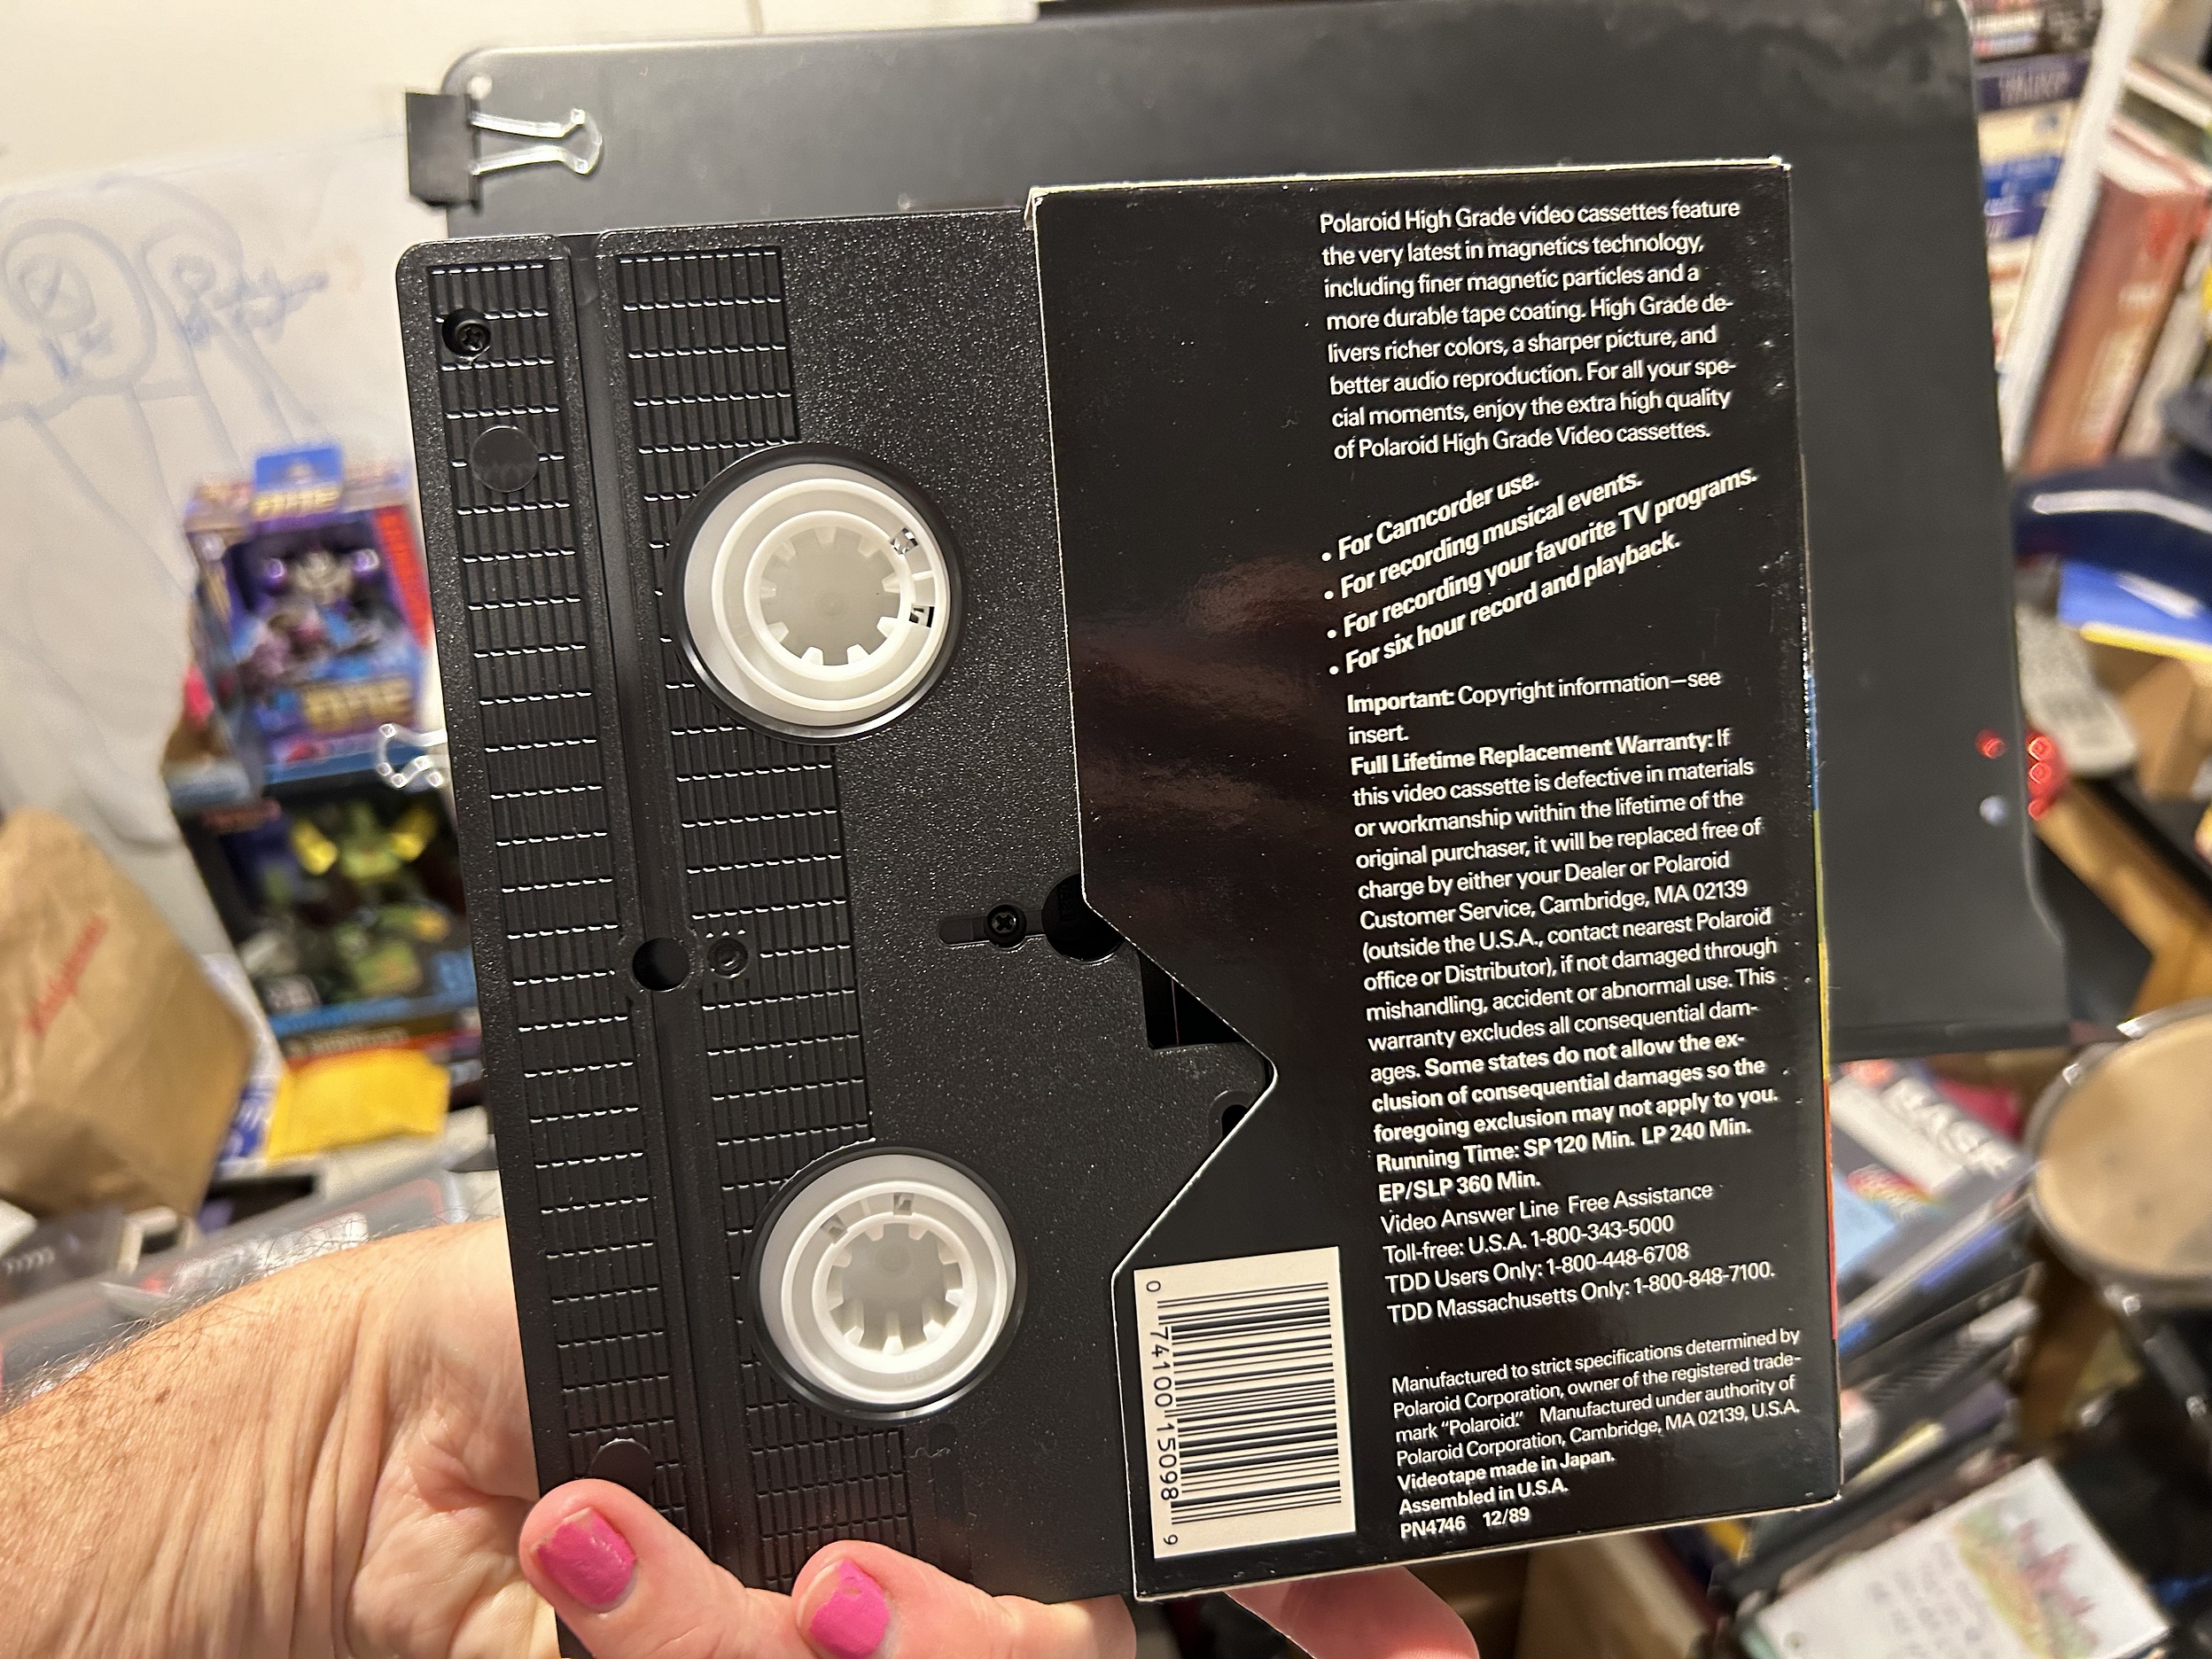 Polaroid High Grade video cassettes feature
the very latest in magnetics technology,
including finer magnetic particles and a
more durable tape coating. High Grade de-
livers richer colors, a sharper picture, and
better audio reproduction. For all your spe-
cial moments, enjoy the extra high quality
of Polaroid High Grade Video cassettes.
• For Camcorder use.
• For recording musical events.
• For recording your favorite TV programs.
• For six hour record and playback.
Important: Copyright information—see
insert.
Full Lifetime Replacement Warranty: If
this video cassette is defective in materials
or workmanship within the lifetime of the
original purchaser, it will be replaced free of
charge by either your Dealer or Polaroid
Customer Service, Cambridge, MA 02139
(outside the U.S.A., contact nearest Polaroid
office or Distributor), if not damaged through
mishandling, accident or abnormal use. This
warranty excludes all consequential dam-
ages. Some states do not allow the ex-
clusion of consequential damages so the
foregoing exclusion may not apply to you.
Running Time: SP 120 Min. LP 240 Min.
EP/SLP 360 Min.
Video Answer Line Free Assistance
Toll-free: U.S.A. 1-800-343-5000
TDD Users Only: 1-800-448-6708
TDD Massachusetts Only: 1-800-848-7100.
Manufactured to strict specifications determined by
Polaroid Corporation, owner of the registered trade-
mark "Polaroid." Manufactured under authority of
Polaroid Corporation, Cambridge, MA 02139, U.S.A.
Videotape made in Japan.
Assembled in U.S.A.
PN4746 12/89
0 74100 15098 9